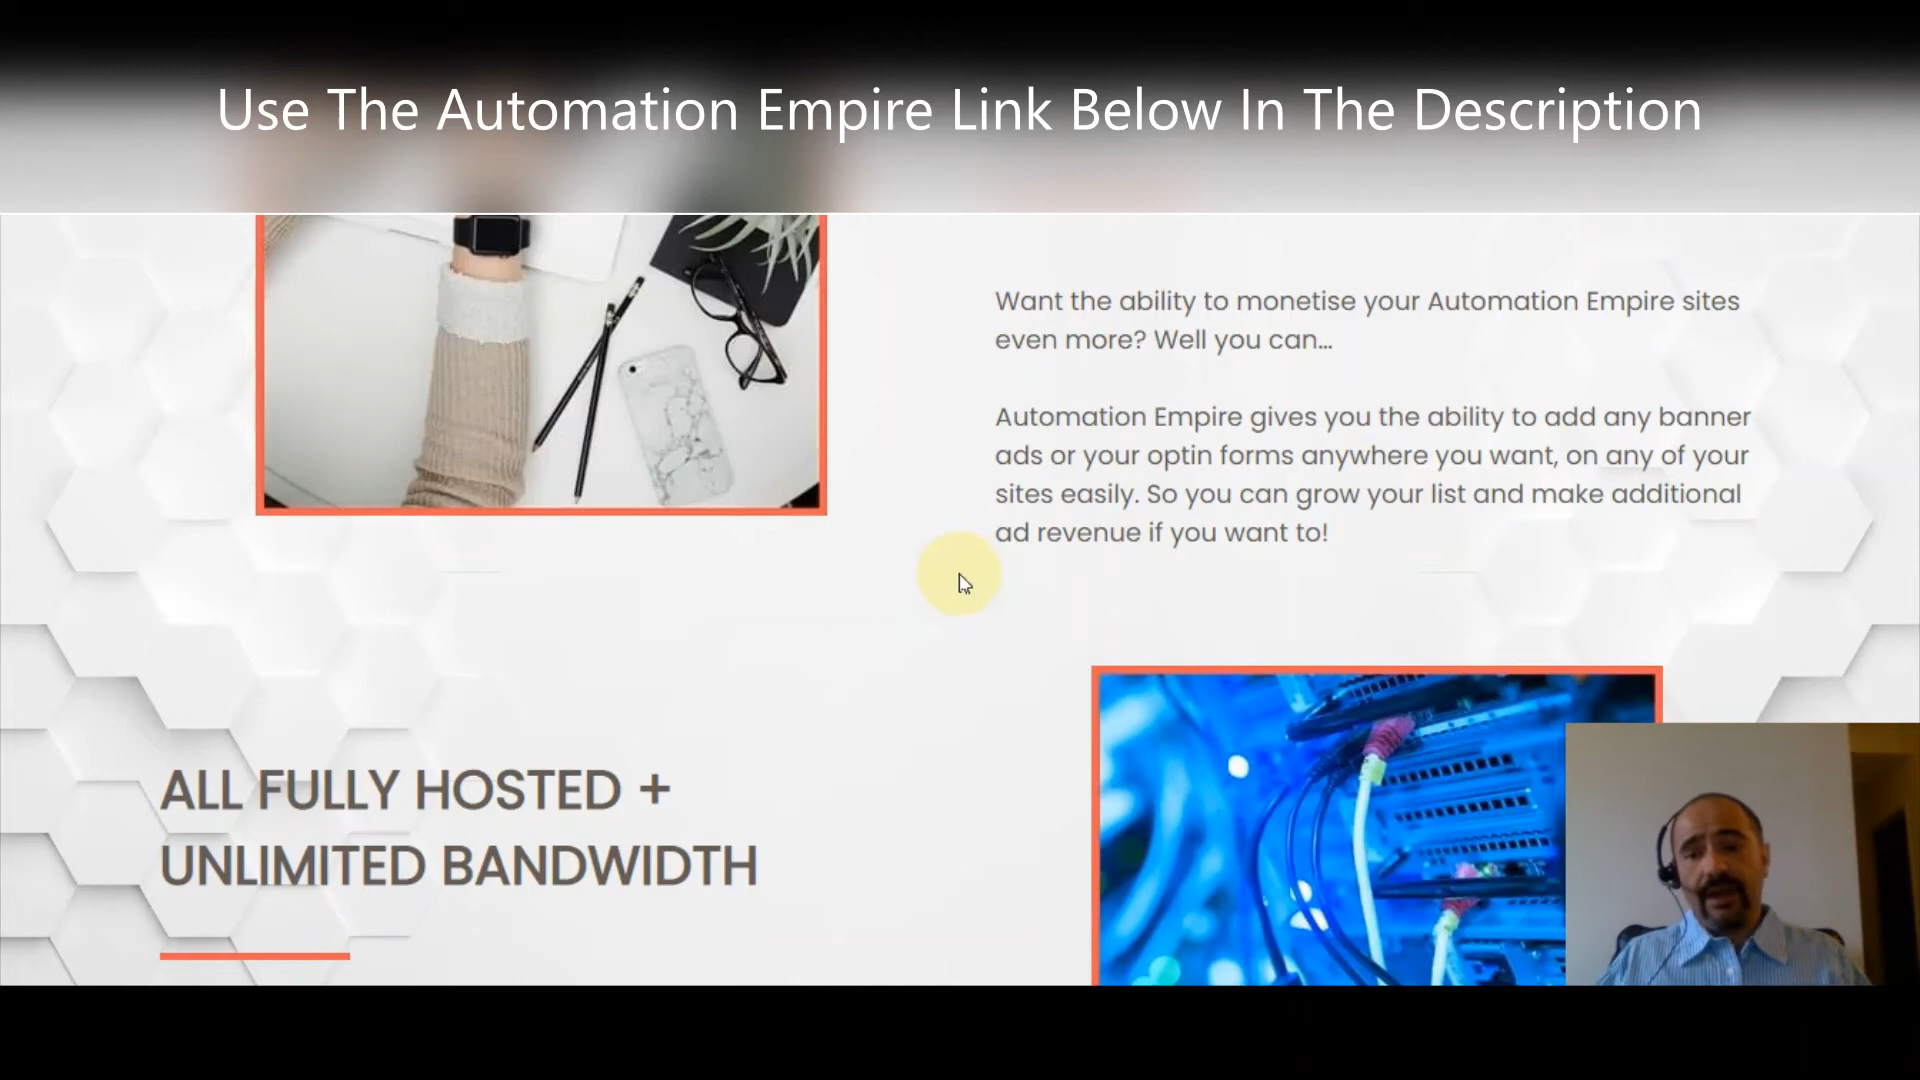 Use The Automation Empire Link Below In The Description
Want the ability to monetise your Automation Empire sites
even more? Well you can...
Automation Empire gives you the ability to add any banner
ads or your optin forms anywhere you want, on any of your
sites easily. So you can grow your list and make additional
ad revenue if you want to!
ALL FULLY HOSTED +
UNLIMITED BANDWIDTH